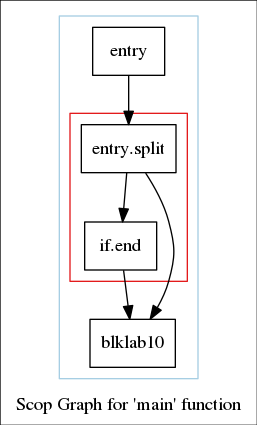 entry
entry.split
if.end
blklab10
Scop Graph for 'main' function